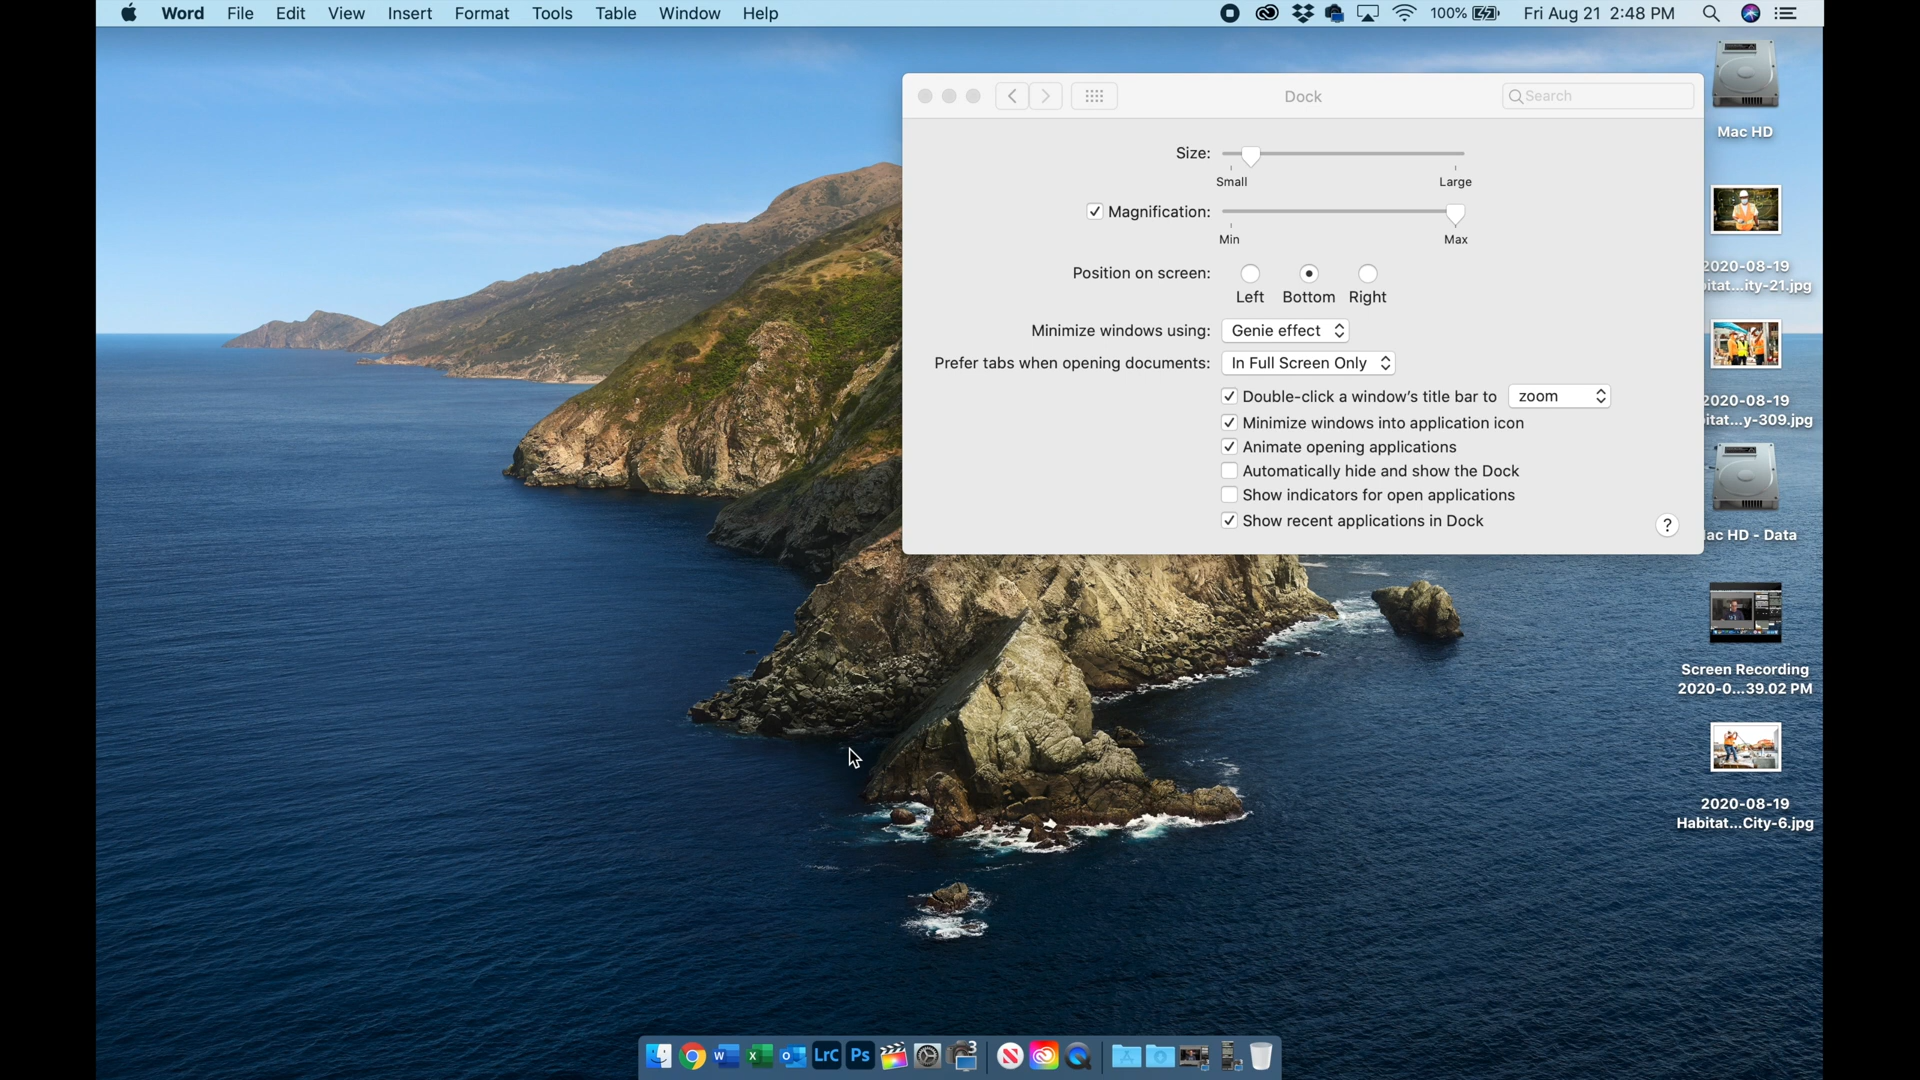 Word File Edit View Insert Format Tools Table Window Help 100% Fri Aug 21 2:48 PM
Dock
Search
Size:
Small Large
Magnification:
Min Max
Position on screen:
Left Bottom Right
Minimize windows using: Genie effect
Prefer tabs when opening documents: In Full Screen Only
Double-click a window's title bar to zoom
Minimize windows into application icon
Animate opening applications
Automatically hide and show the Dock
Show indicators for open applications
Show recent applications in Dock
?
Mac HD
2020-08-19
itat...ity-21.jpg
2020-08-19
itat...y-309.jpg
ac HD - Data
Screen Recording
2020-0...39.02 PM
2020-08-19
Habitat...City-6.jpg
W X O LrC Ps 3 N